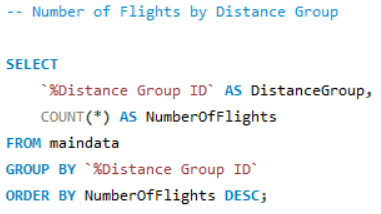 -- Number of Flights by Distance Group
SELECT
`%Distance Group ID` AS DistanceGroup,
COUNT(*) AS NumberOfFlights
FROM maindata
GROUP BY `%Distance Group ID`
ORDER BY NumberOfFlights DESC;